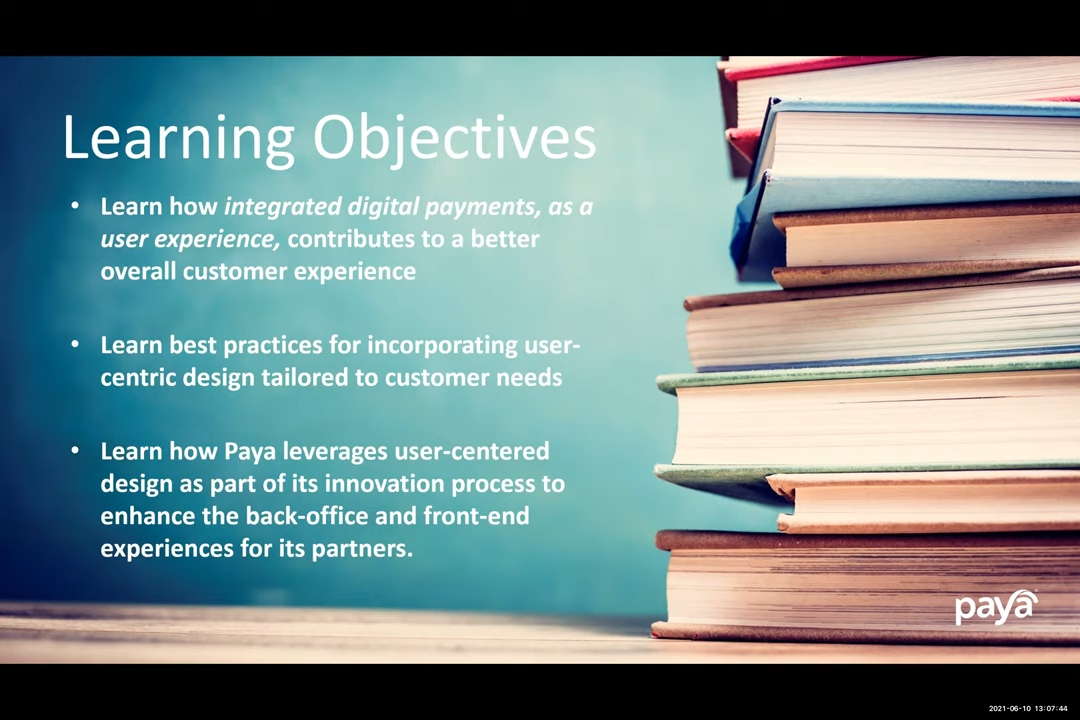 Learning Objectives
• Learn how integrated digital payments, as a
user experience, contributes to a better
overall customer experience
• Learn best practices for incorporating user-
centric design tailored to customer needs
• Learn how Paya leverages user-centered
design as part of its innovation process to
enhance the back-office and front-end
experiences for its partners.
paya
2021-06-10 13:07:44